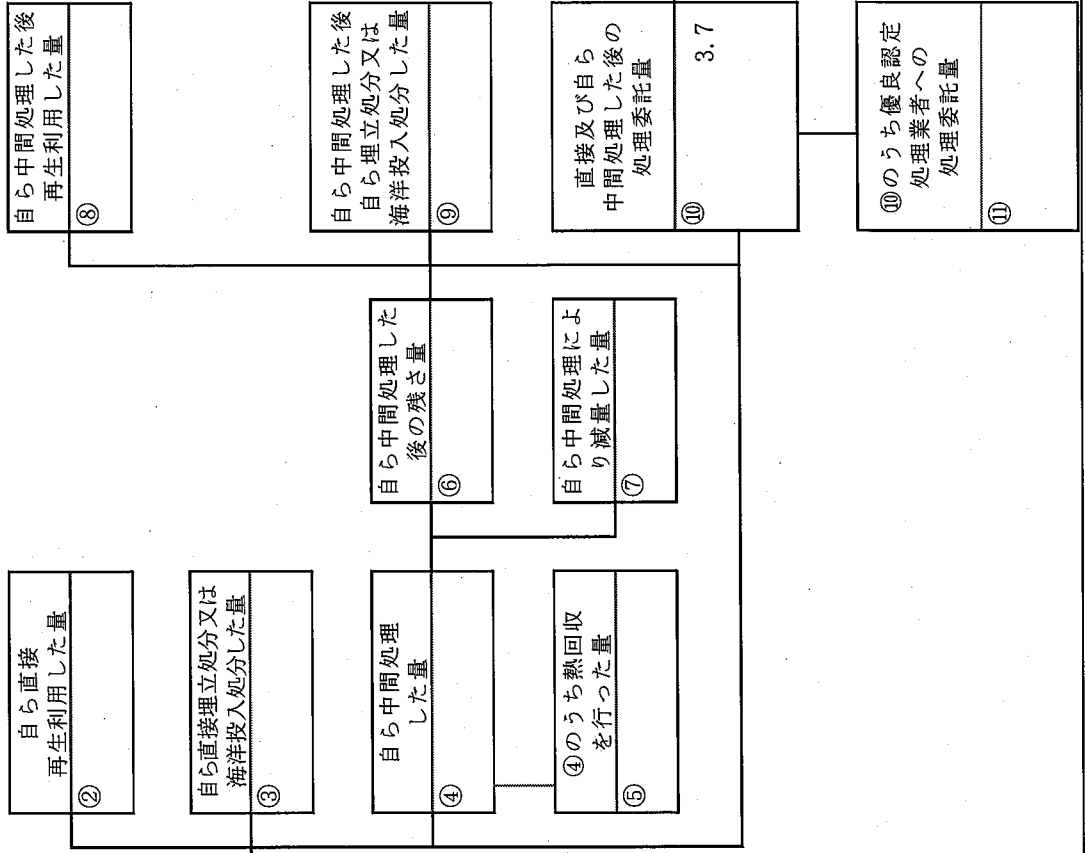 自ら直接
再生利用した量
②
自ら直接埋立処分又は
海洋投入処分した量
③
自ら中間処理
した量
④
④のうち熱回収
を行った量
⑤
自ら中間処理した
後の残さ量
⑥
自ら中間処理によ
り減量した量
⑦
自ら中間処理した後
再生利用した量
⑧
自ら中間処理した後
自ら埋立処分又は
海洋投入処分した量
⑨
直接及び自ら
中間処理した後の
処理委託量
⑩
3.7
⑩のうち優良認定
処理業者への
処理委託量
⑪